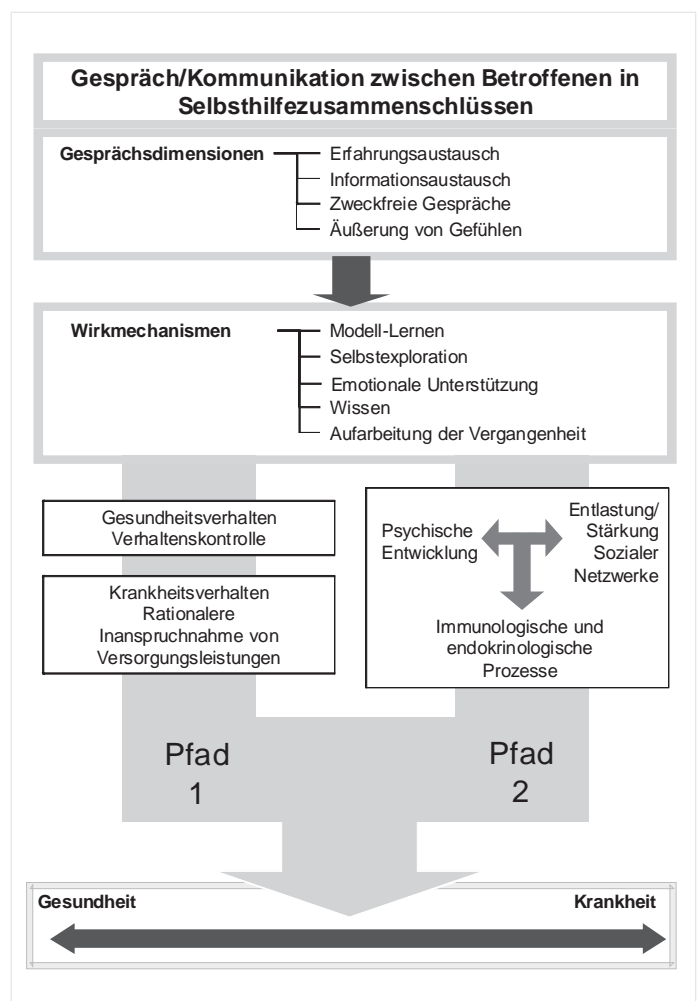 Gespräch/Kommunikation zwischen Betroffenen in
Selbsthilfezusammenschlüssen
Gesprächsdimensionen
Erfahrungsaustausch
Informationsaustausch
Zweckfreie Gespräche
Äußerung von Gefühlen
Wirkmechanismen
Modell-Lernen
Selbstexploration
Emotionale Unterstützung
Wissen
Aufarbeitung der Vergangenheit
Gesundheitsverhalten
Verhaltenskontrolle
Krankheitsverhalten
Rationalere
Inanspruchnahme von
Versorgungsleistungen
Psychische
Entwicklung
Entlastung/
Stärkung
Sozialer
Netzwerke
Immunologische und
endokrinologische
Prozesse
Pfad
1
Pfad
2
Gesundheit
Krankheit